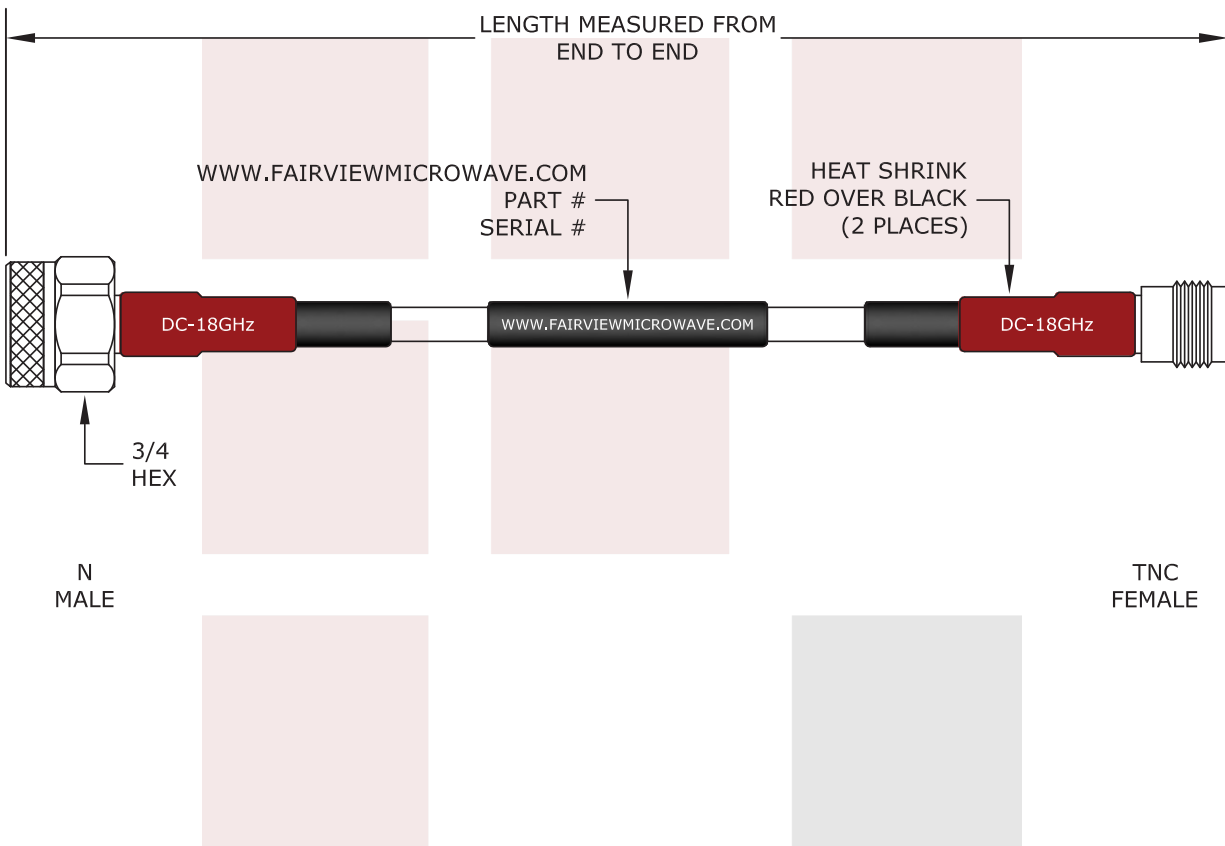 LENGTH MEASURED FROM
END TO END
WWW.FAIRVIEWMICROWAVE.COM
PART #
SERIAL #
HEAT SHRINK
RED OVER BLACK
(2 PLACES)
DC-18GHz
WWW.FAIRVIEWMICROWAVE.COM
DC-18GHz
3/4
HEX
N
MALE
TNC
FEMALE